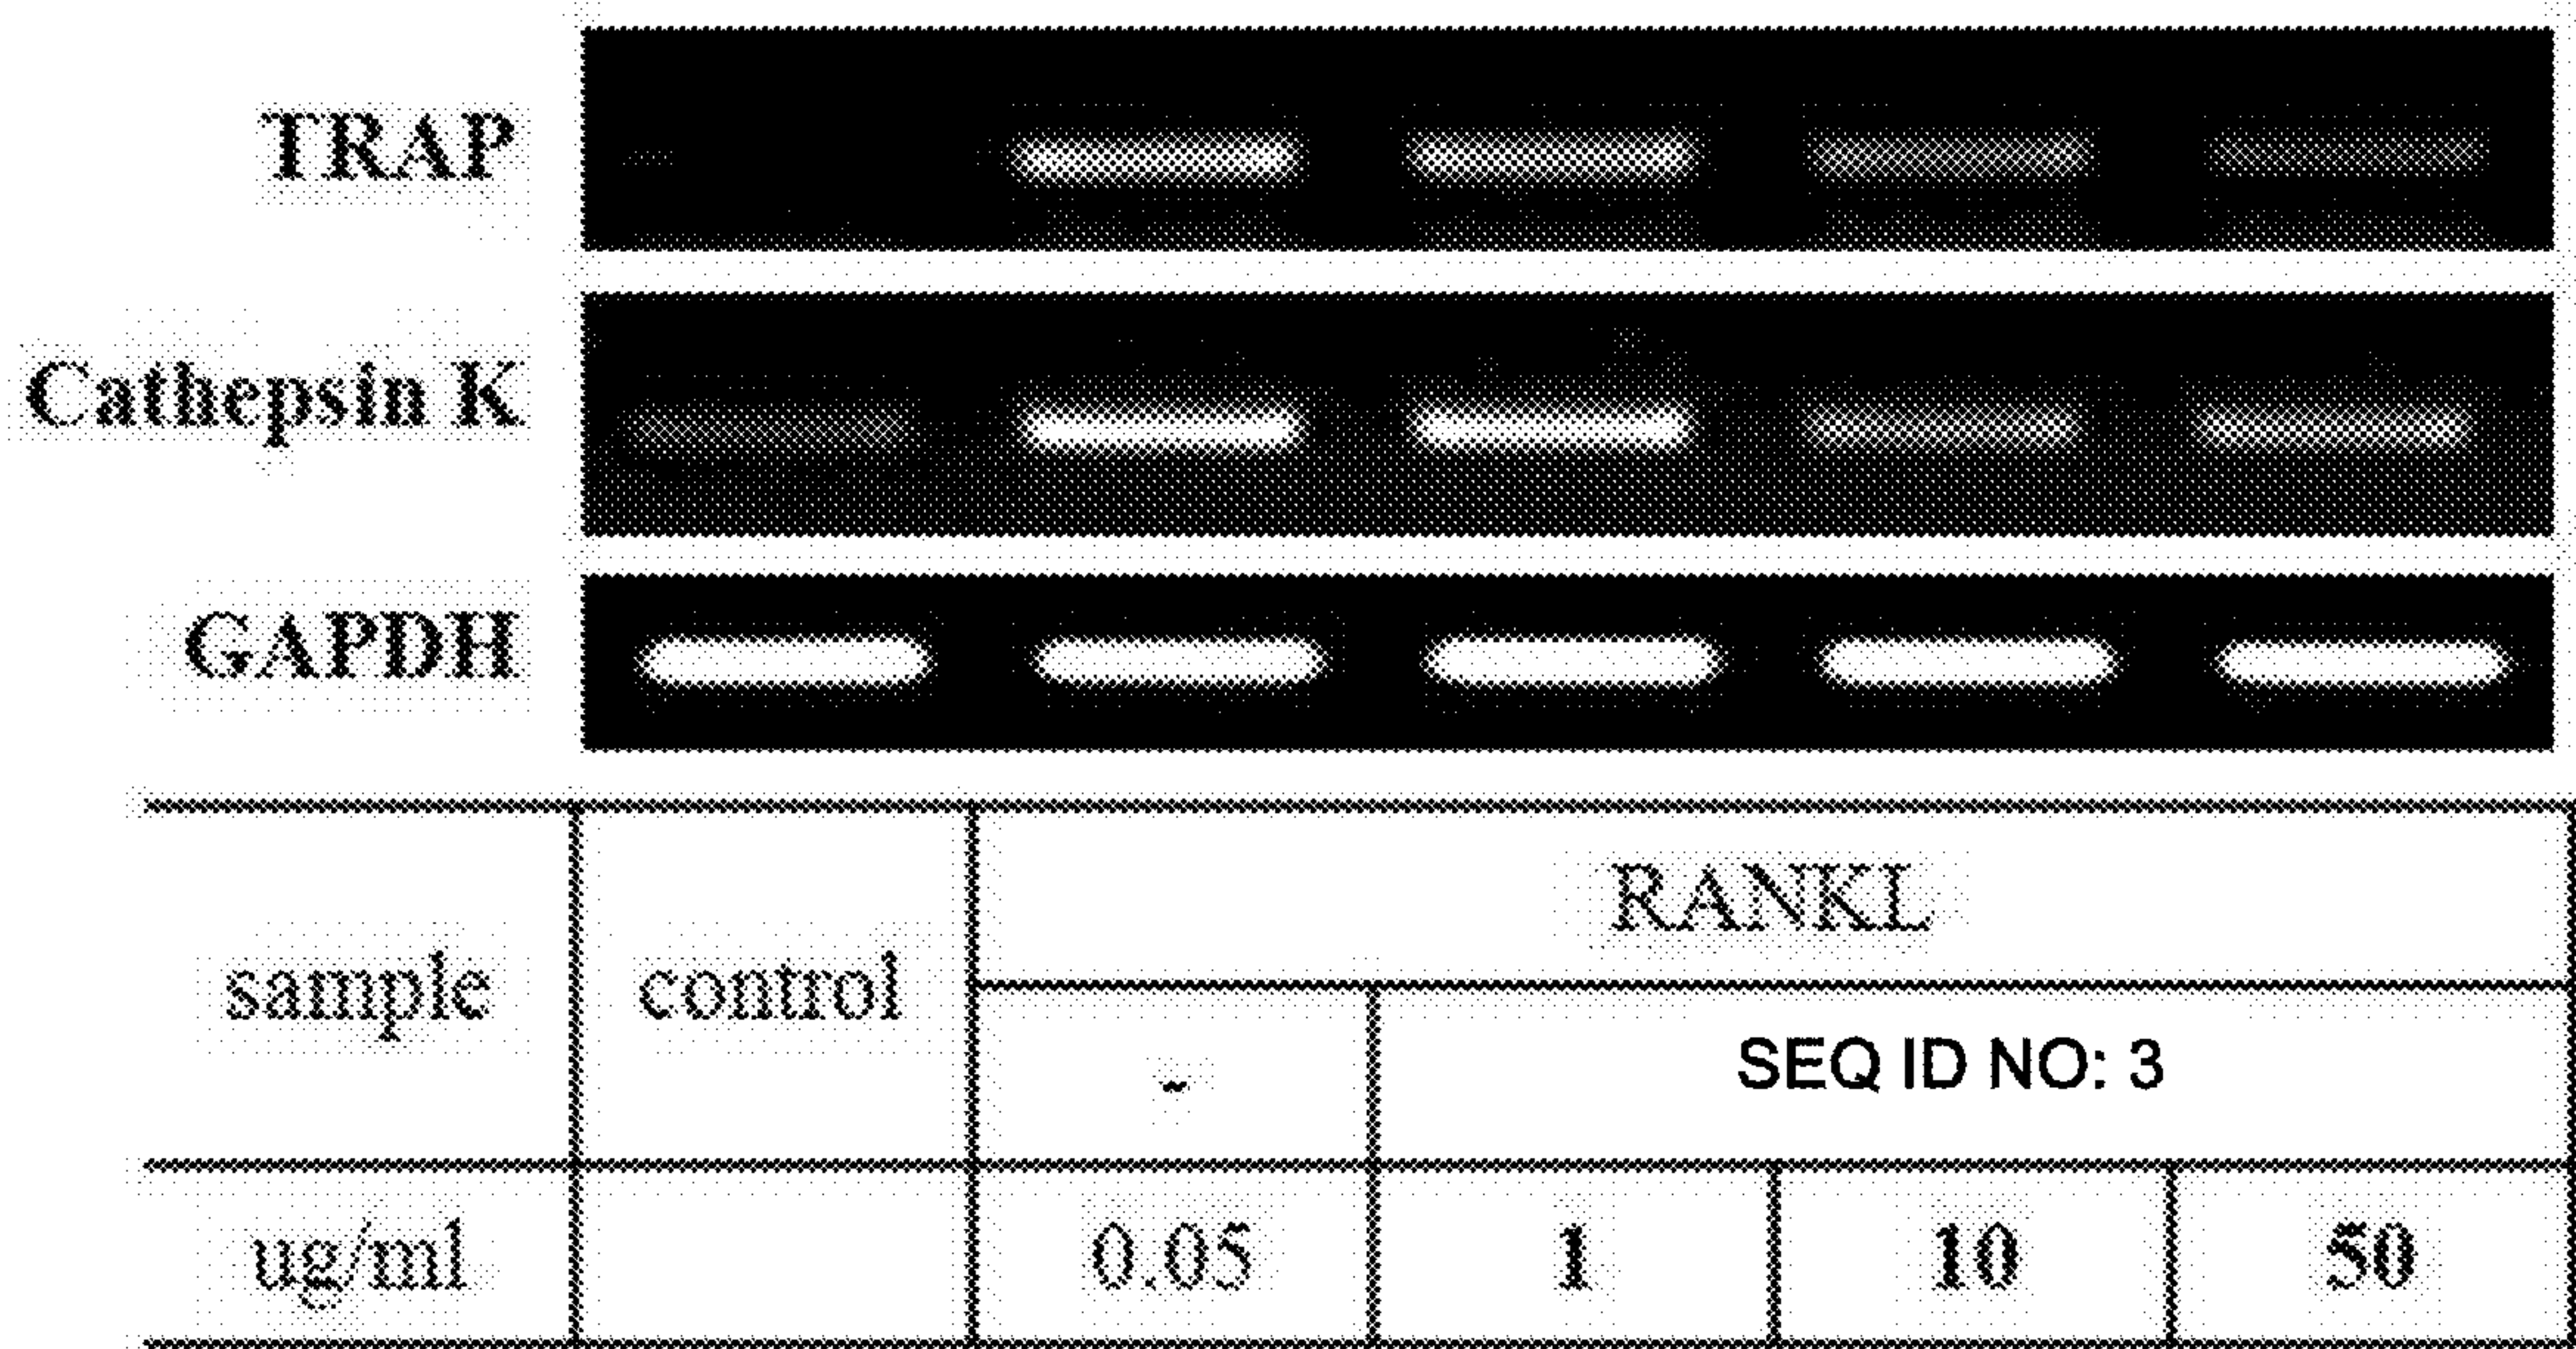 TRAP
Cathepsin K
GAPDH
RANKL
sample
control
-
SEQ ID NO: 3
ug/ml
0.05
1
10
50